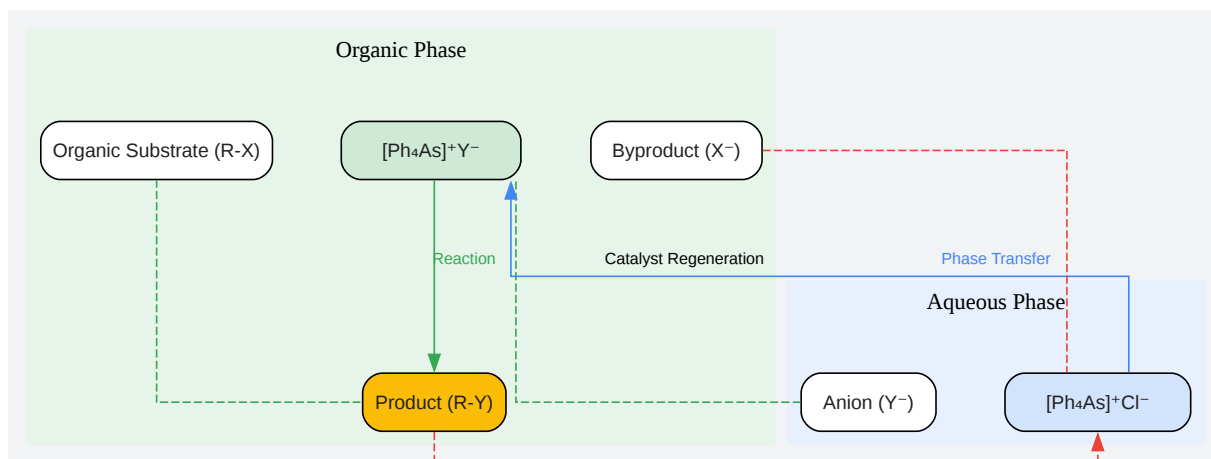 Organic Phase
Organic Substrate (R-X)
[Ph₄As]⁺Y⁻
Byproduct (X⁻)
Reaction
Catalyst Regeneration
Phase Transfer
Aqueous Phase
Product (R-Y)
Anion (Y⁻)
[Ph₄As]⁺Cl⁻